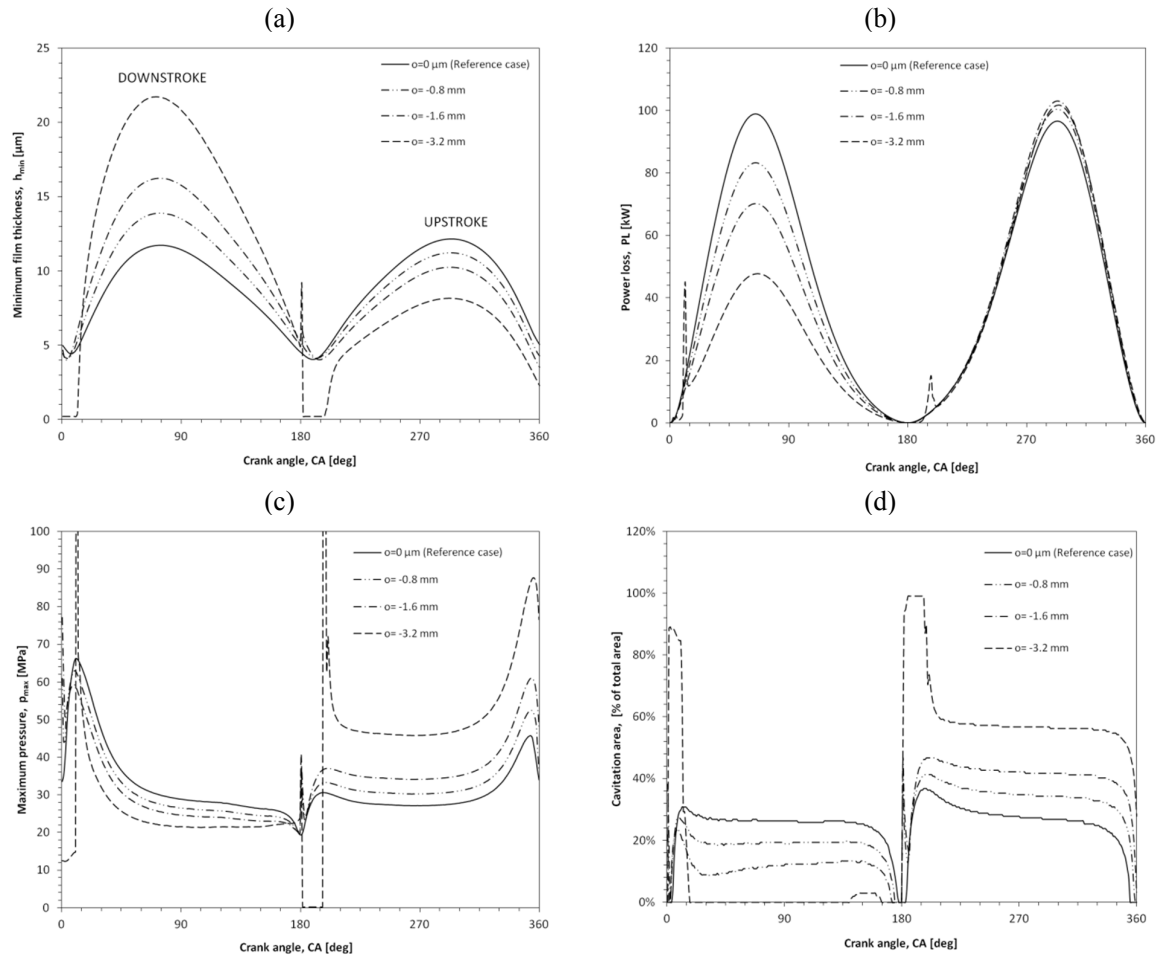 (a)
25
20
15
10
5
0
Minimum film thickness, hmin [µm]
DOWNSTROKE
UPSTROKE
o=0 µm (Reference case)
o= -0.8 mm
o= -1.6 mm
o= -3.2 mm
0 90 180 270 360
Crank angle, CA [deg]
(b)
120
100
80
60
40
20
0
Power loss, PL [kW]
o=0 µm (Reference case)
o= -0.8 mm
o= -1.6 mm
o= -3.2 mm
0 90 180 270 360
Crank angle, CA [deg]
(c)
100
90
80
70
60
50
40
30
20
10
0
Maximum pressure, pmax [MPa]
o=0 µm (Reference case)
o= -0.8 mm
o= -1.6 mm
o= -3.2 mm
0 90 180 270 360
Crank angle, CA [deg]
(d)
120%
100%
80%
60%
40%
20%
0%
Cavitation area, [% of total area]
o=0 µm (Reference case)
o= -0.8 mm
o= -1.6 mm
o= -3.2 mm
0 90 180 270 360
Crank angle, CA [deg]